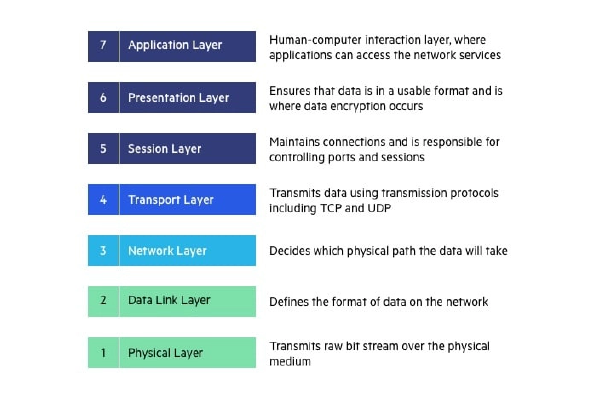 7 Application Layer
Human-computer interaction layer, where
applications can access the network services
6 Presentation Layer
Ensures that data is in a usable format and is
where data encryption occurs
5 Session Layer
Maintains connections and is responsible for
controlling ports and sessions
4 Transport Layer
Transmits data using transmission protocols
including TCP and UDP
3 Network Layer
Decides which physical path the data will take
2 Data Link Layer
Defines the format of data on the network
1 Physical Layer
Transmits raw bit stream over the physical
medium